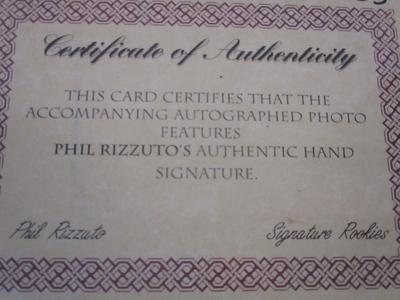 Certificate of Authenticity
THIS CARD CERTIFIES THAT THE
ACCOMPANYING AUTOGRAPHED PHOTO
FEATURES
PHIL RIZZUTO'S AUTHENTIC HAND
SIGNATURE.
Phil Rizzuto Signature Rookies